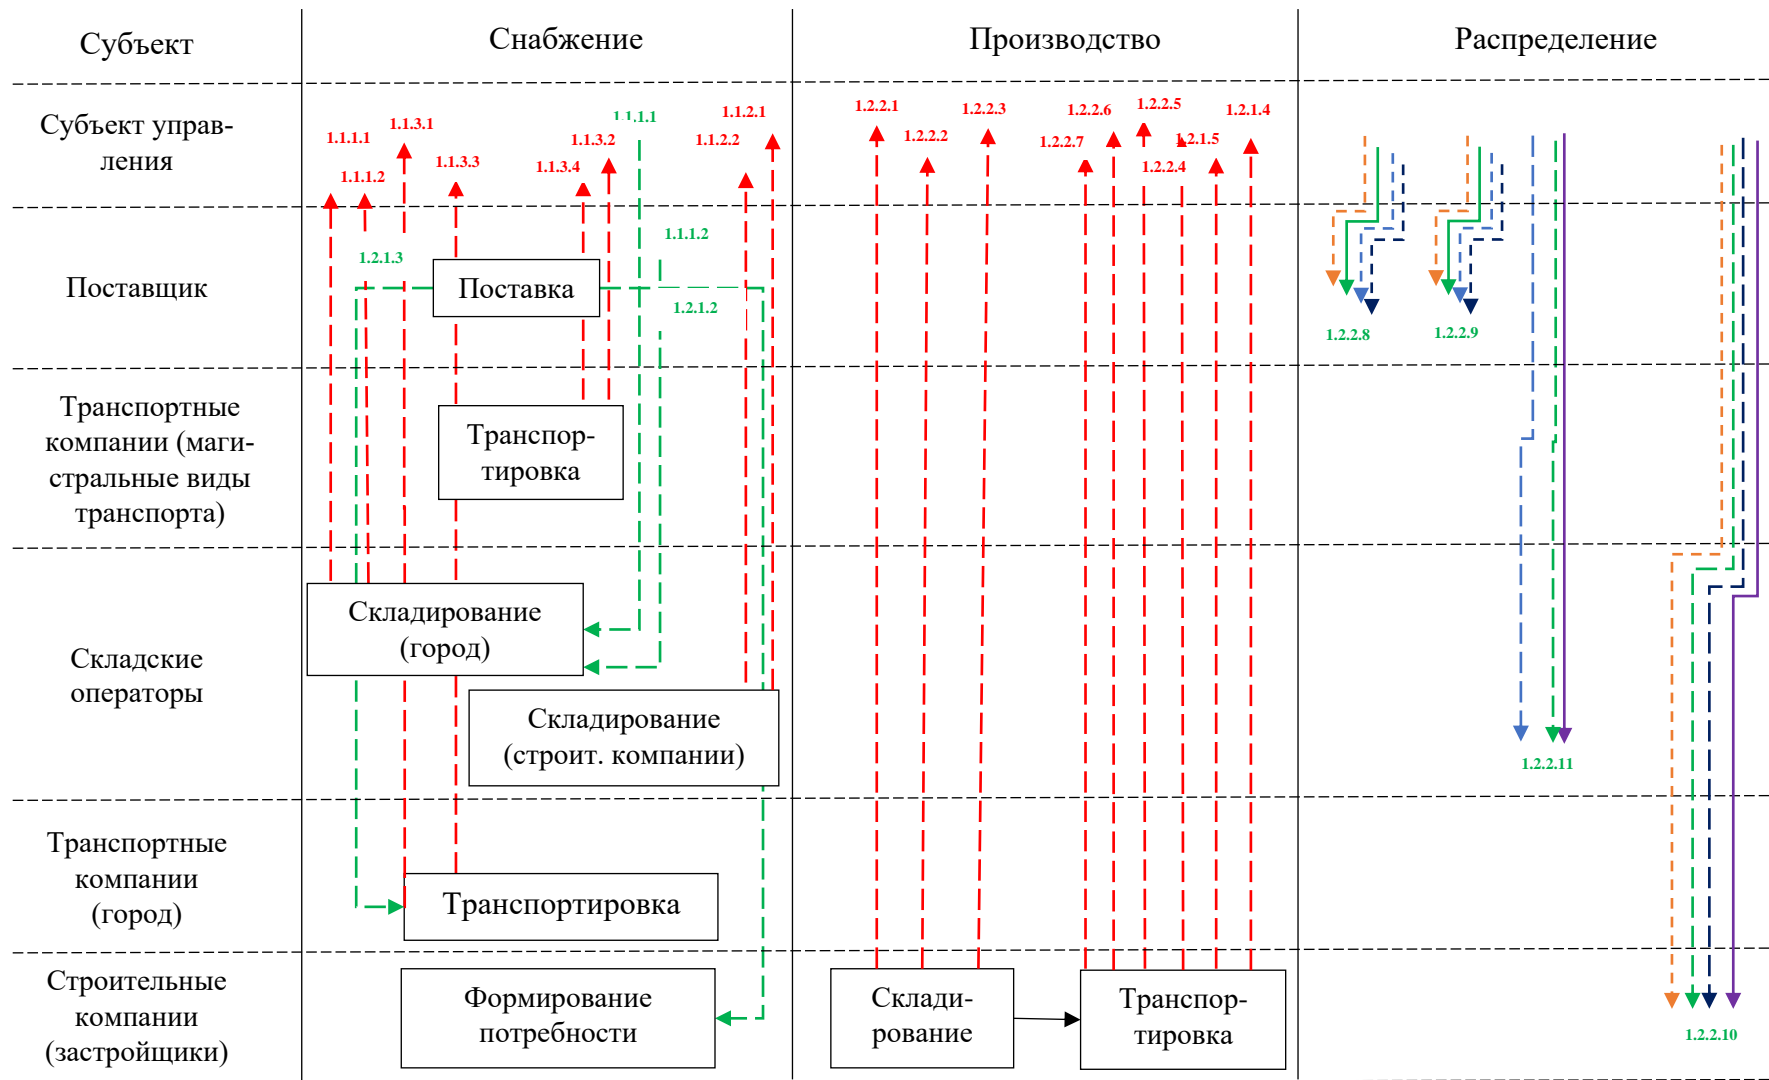 Субъект
Снабжение
Производство
Распределение
Субъект управ-
ления
1.1.1.1
1.1.3.1
1.1.1.2
1.1.3.3
1.1.3.4
1.1.3.2
1.1.1.1
1.1.2.2
1.1.2.1
1.2.2.1
1.2.2.2
1.2.2.3
1.2.2.7
1.2.2.6
1.2.2.5
1.2.2.4
1.2.1.5
1.2.1.4
Поставщик
1.2.1.3
Поставка
1.1.1.2
1.2.1.2
1.2.2.8
1.2.2.9
Транспортные
компании (маги-
стральные виды
транспорта)
Транспор-
тировка
Складские
операторы
Складирование
(город)
Складирование
(строит. компании)
1.2.2.11
Транспортные
компании
(город)
Транспортировка
Строительные
компании
(застройщики)
Формирование
потребности
Склади-
рование
Транспор-
тировка
1.2.2.10